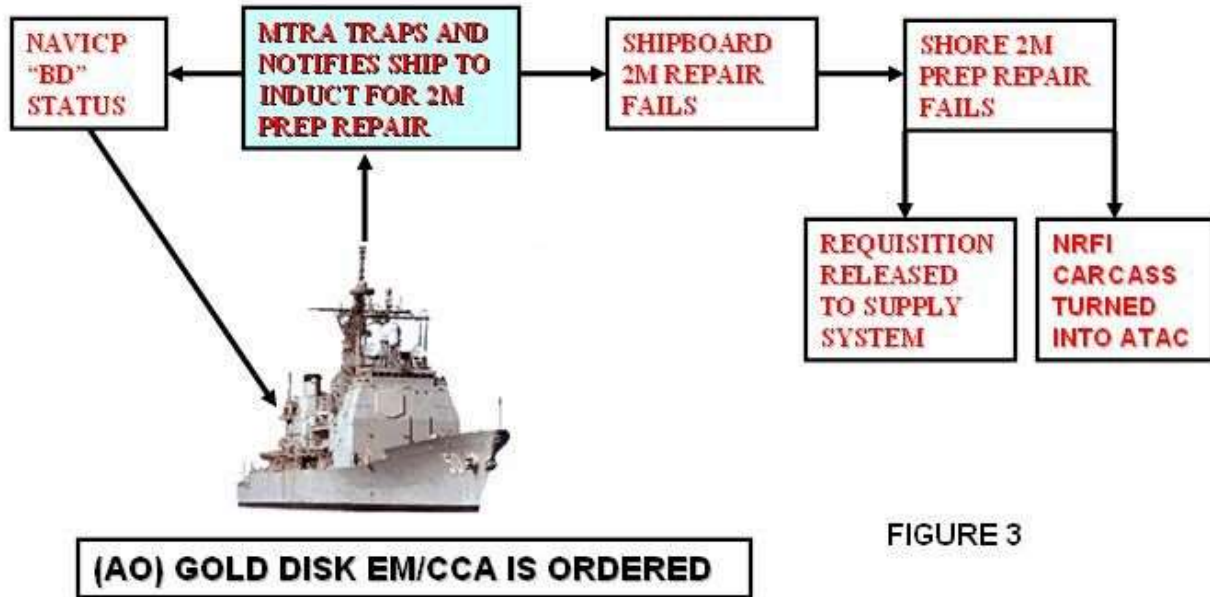 NAVICP
“BD”
STATUS
MTRA TRAPS AND
NOTIFIES SHIP TO
INDUCT FOR 2M
PREP REPAIR
SHIPBOARD
2M REPAIR
FAILS
SHORE 2M
PREP REPAIR
FAILS
REQUISITION
RELEASED
TO SUPPLY
SYSTEM
NRFI
CARCASS
TURNED
INTO ATAC
(AO) GOLD DISK EM/CCA IS ORDERED
FIGURE 3